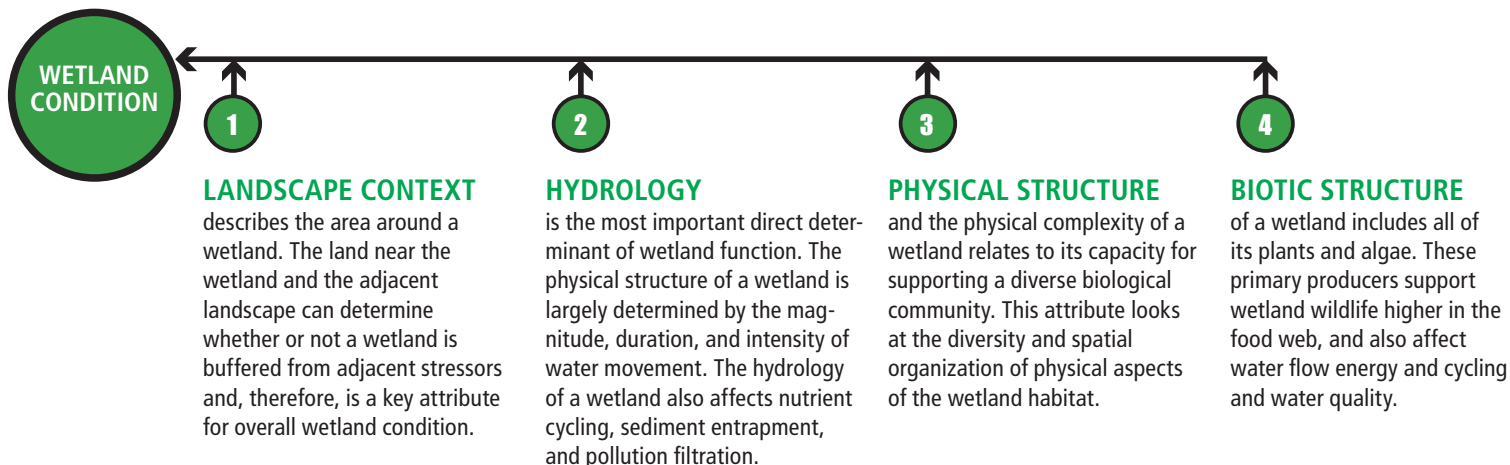 WETLAND
CONDITION
1
2
3
4
LANDSCAPE CONTEXT
describes the area around a
wetland. The land near the
wetland and the adjacent
landscape can determine
whether or not a wetland is
buffered from adjacent stressors
and, therefore, is a key attribute
for overall wetland condition.
HYDROLOGY
is the most important direct deter-
minant of wetland function. The
physical structure of a wetland is
largely determined by the mag-
nitude, duration, and intensity of
water movement. The hydrology
of a wetland also affects nutrient
cycling, sediment entrapment,
and pollution filtration.
PHYSICAL STRUCTURE
and the physical complexity of a
wetland relates to its capacity for
supporting a diverse biological
community. This attribute looks
at the diversity and spatial
organization of physical aspects
of the wetland habitat.
BIOTIC STRUCTURE
of a wetland includes all of
its plants and algae. These
primary producers support
wetland wildlife higher in the
food web, and also affect
water flow energy and cycling
and water quality.